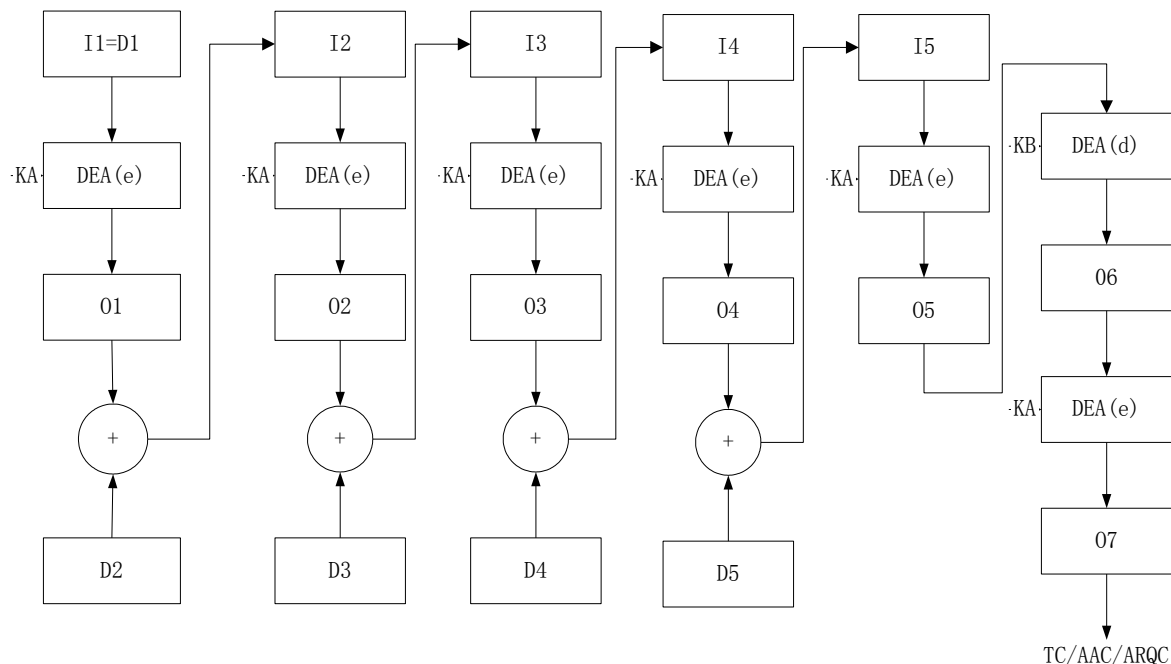 I1=D1
I2
I3
I4
I5
KA
DEA(e)
KA
DEA(e)
KA
DEA(e)
KA
DEA(e)
KA
DEA(e)
KB
DEA(d)
O1
O2
O3
O4
O5
O6
+
+
+
+
KA
DEA(e)
D2
D3
D4
D5
O7
TC/AAC/ARQC